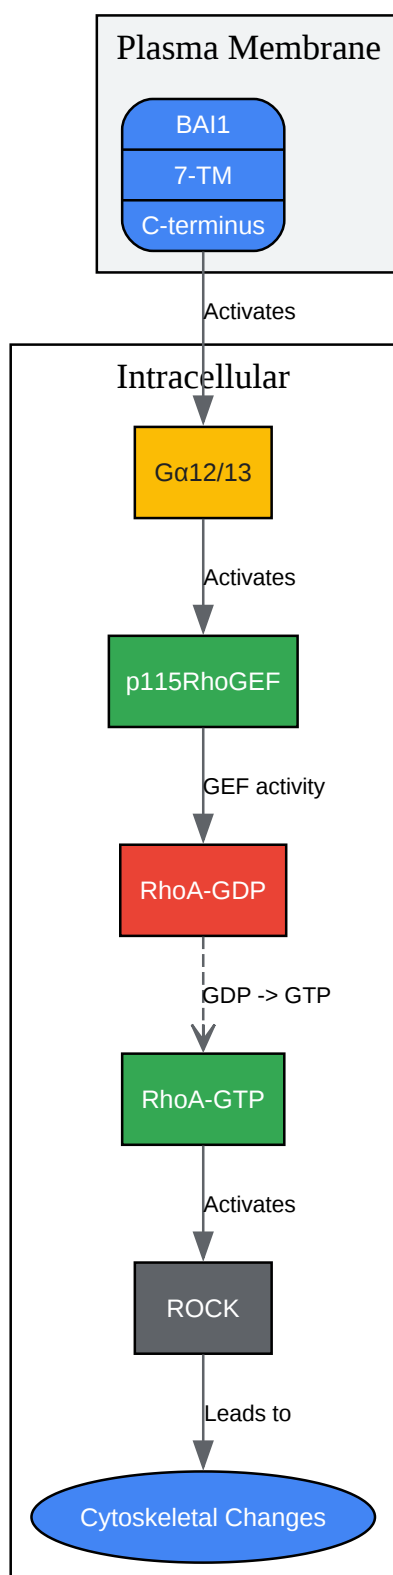 Plasma Membrane
BAI1
7-TM
C-terminus
Activates
Intracellular
Gα12/13
Activates
p115RhoGEF
GEF activity
RhoA-GDP
GDP -> GTP
RhoA-GTP
Activates
ROCK
Leads to
Cytoskeletal Changes